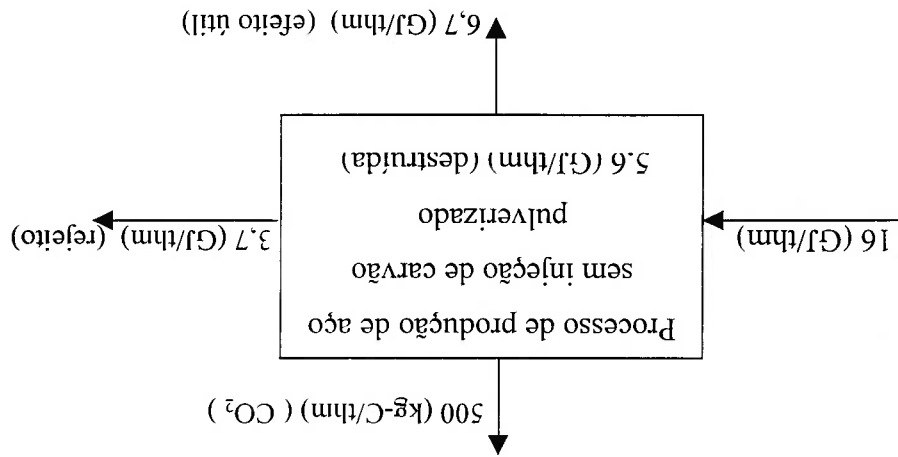 500 (kg-C/thm) ( CO₂ )
Processo de produção de aço
sem injeção de carvão
pulverizado
5.6 (GJ/thm) (destruída)
16 (GJ/thm)
3,7 (GJ/thm) (rejeito)
6,7 (GJ/thm) (efeito útil)